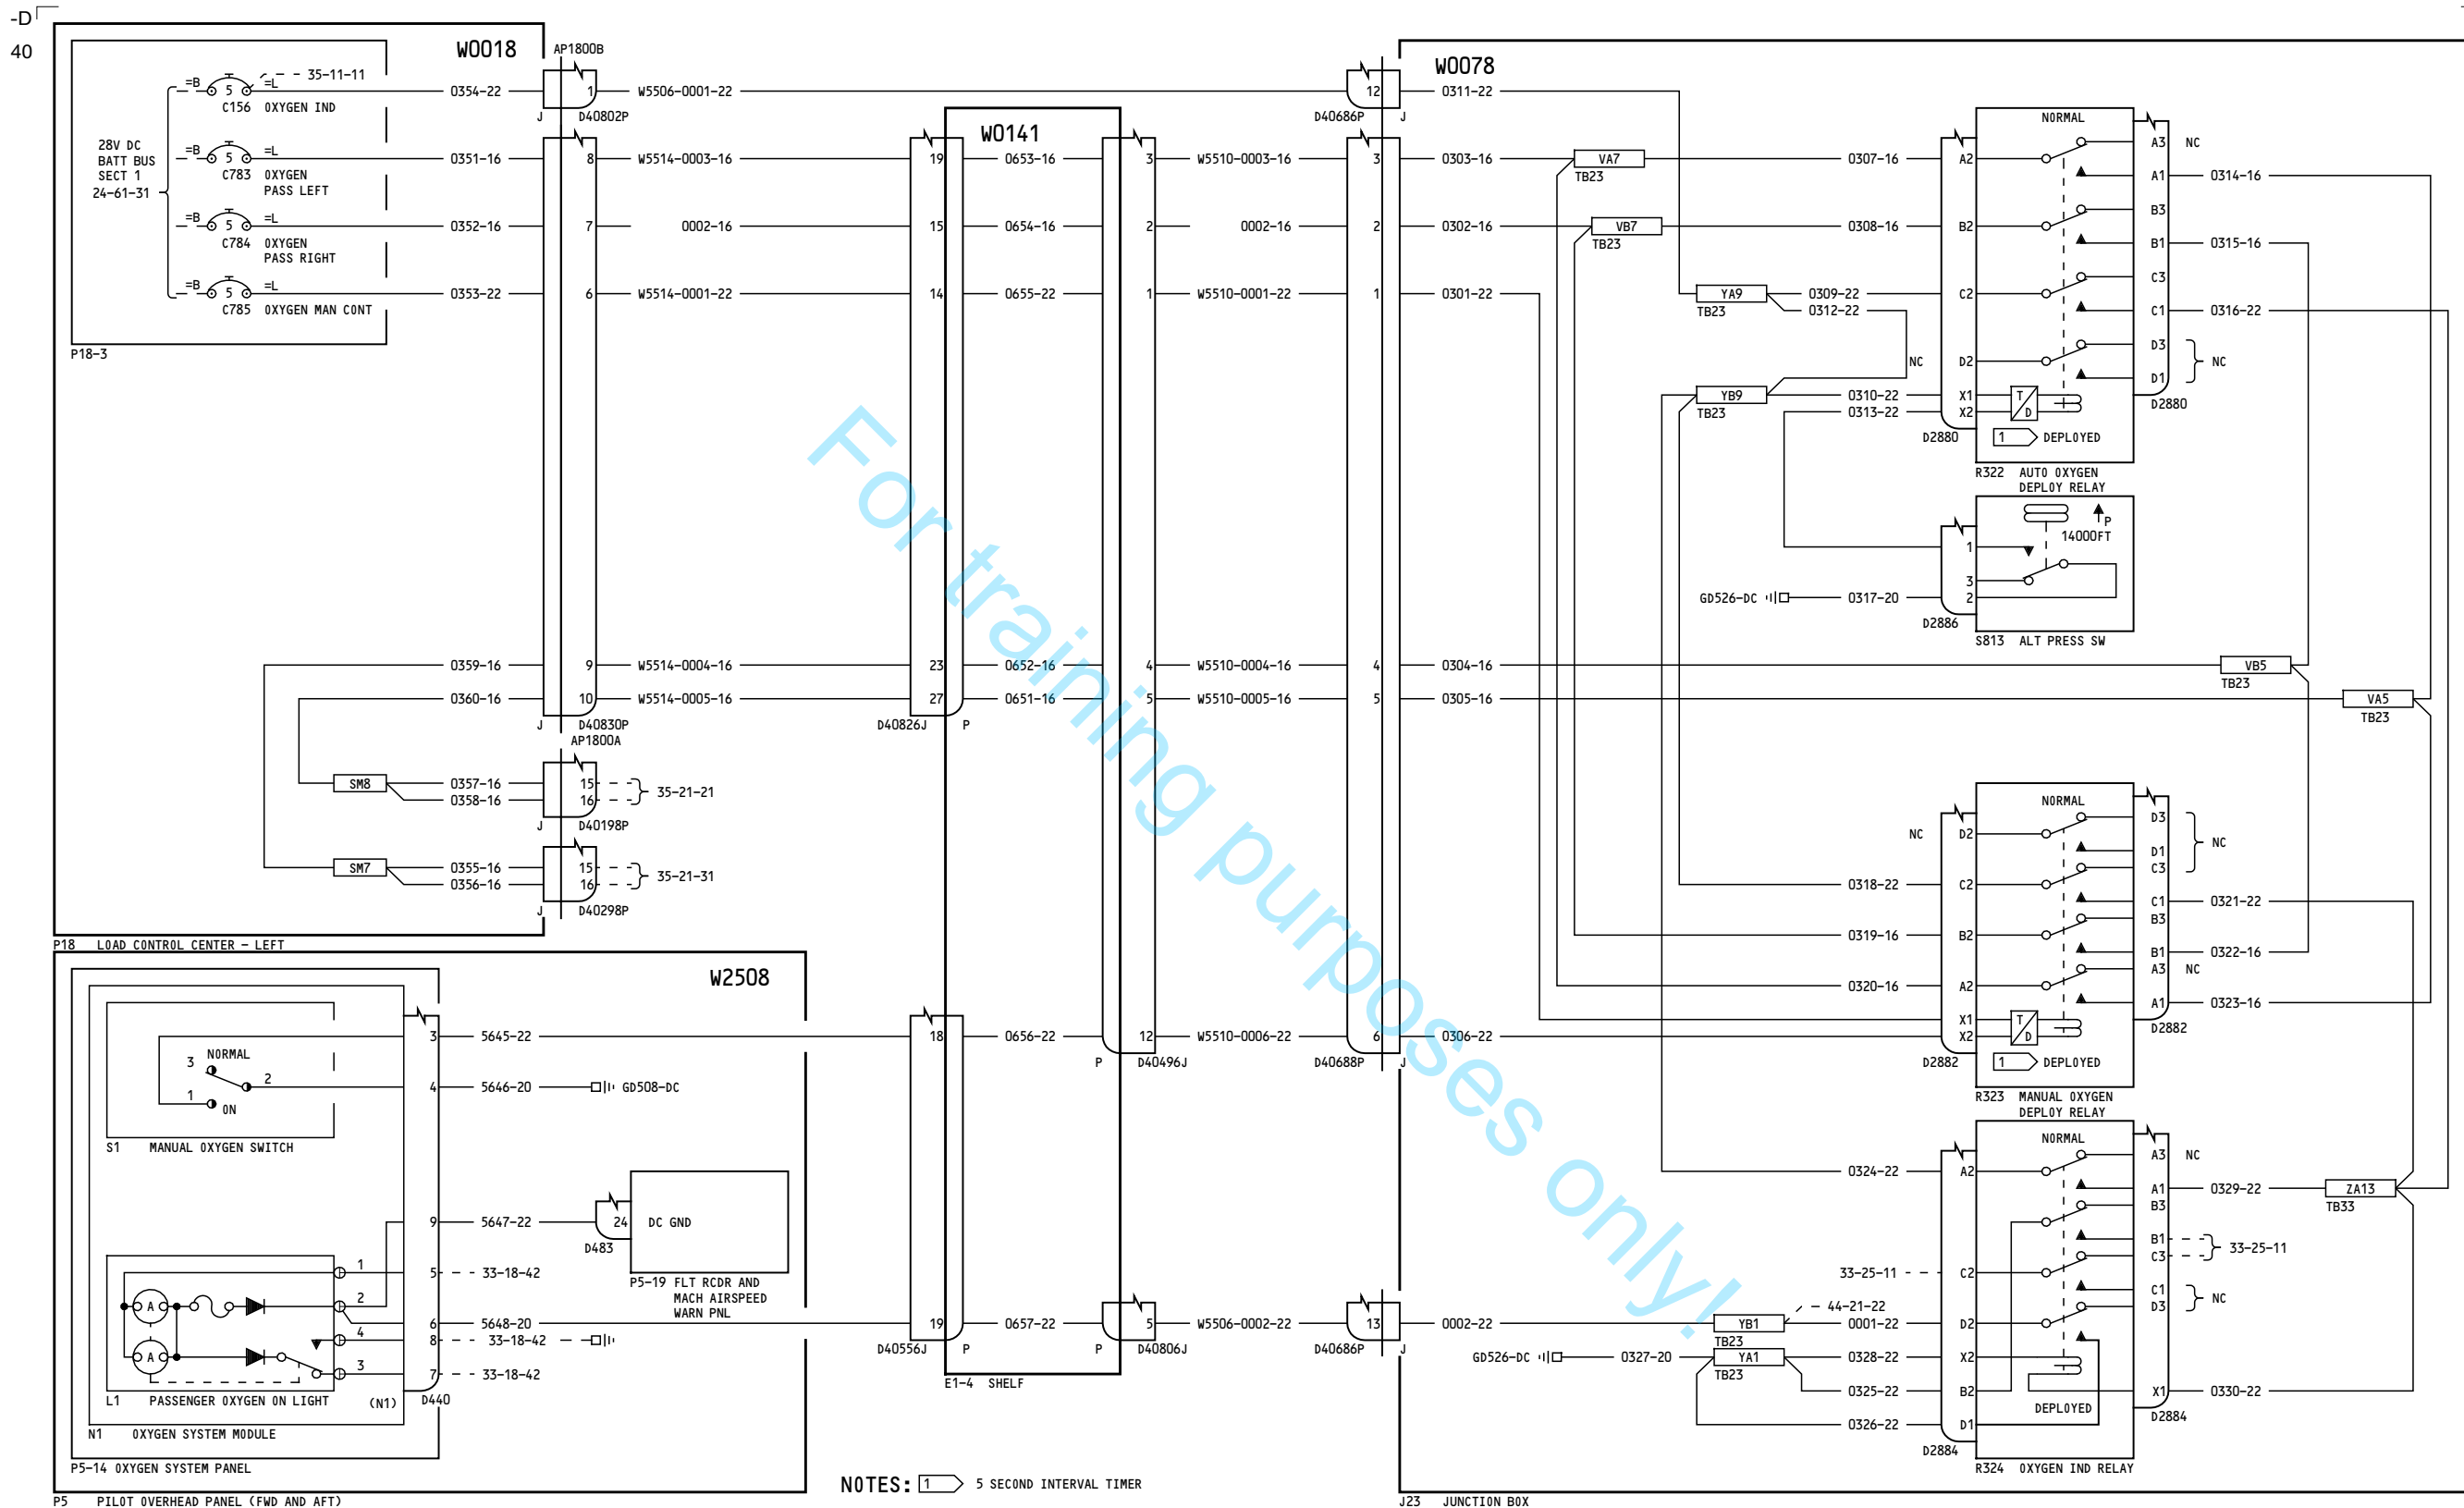 -D
40
W0018
AP1800B
35-11-11
=B 5 =L
C156 OXYGEN IND
0354-22
1
W5506-0001-22
J D40802P
28V DC
BATT BUS
SECT 1
24-61-31
=B 5 =L
C783 OXYGEN
PASS LEFT
0351-16
8
W5514-0003-16
=B 5 =L
C784 OXYGEN
PASS RIGHT
0352-16
7
0002-16
=B 5 =L
C785 OXYGEN MAN CONT
0353-22
6
W5514-0001-22
P18-3
0359-16
9
W5514-0004-16
0360-16
10
W5514-0005-16
J D40830P
AP1800A
SM8
0357-16
15
0358-16
16
35-21-21
J D40198P
SM7
0355-16
15
0356-16
16
35-21-31
J D40298P
P18 LOAD CONTROL CENTER - LEFT
W0141
19
0653-16
3
W5510-0003-16
15
0654-16
2
0002-16
14
0655-22
1
W5510-0001-22
23
0652-16
4
W5510-0004-16
27
0651-16
5
W5510-0005-16
D40826J P
18
0656-22
12
W5510-0006-22
P D40496J
19
0657-22
5
W5506-0002-22
D40556J P
P D40806J
E1-4 SHELF
W2508
3
5645-22
3 NORMAL
2
1
ON
4
5646-20
GD508-DC
S1 MANUAL OXYGEN SWITCH
9
5647-22
24
DC GND
D483
P5-19 FLT RCDR AND
MACH AIRSPEED
WARN PNL
1
5
33-18-42
A
2
6
5648-20
4
8
33-18-42
A
3
7
33-18-42
L1 PASSENGER OXYGEN ON LIGHT
(N1)
D440
N1 OXYGEN SYSTEM MODULE
P5-14 OXYGEN SYSTEM PANEL
P5 PILOT OVERHEAD PANEL (FWD AND AFT)
NOTES: 1 5 SECOND INTERVAL TIMER
W0078
12
0311-22
D40686P J
3
0303-16
VA7
TB23
0307-16
2
0302-16
VB7
TB23
0308-16
1
0301-22
YA9
TB23
0309-22
0312-22
NC
YB9
TB23
0310-22
0313-22
NORMAL
A2
A3 NC
A1
0314-16
B2
B3
B1
0315-16
C2
C3
C1
0316-22
D2
D3
NC
D1
X1
X2
T
D
D2880
D2880
1 DEPLOYED
R322 AUTO OXYGEN
DEPLOY RELAY
P
14000FT
1
3
2
GD526-DC
0317-20
D2886
S813 ALT PRESS SW
4
0304-16
VB5
TB23
5
0305-16
VA5
TB23
NORMAL
NC
D2
D3
NC
D1
C3
0318-22
C2
C1
0321-22
B3
0319-16
B2
B1
0322-16
A3 NC
0320-16
A2
A1
0323-16
X1
X2
T
D
D2882
6
0306-22
D40688P J
D2882
1 DEPLOYED
R323 MANUAL OXYGEN
DEPLOY RELAY
NORMAL
0324-22
A2
A3 NC
A1
0329-22
ZA13
TB33
B3
B1
C3
33-25-11
33-25-11
C2
C1
D3
NC
44-21-22
13
0002-22
YB1
TB23
0001-22
D2
D40686P J
GD526-DC
0327-20
YA1
TB23
0328-22
X2
0325-22
B2
X1
0330-22
DEPLOYED
0326-22
D1
D2884
D2884
R324 OXYGEN IND RELAY
J23 JUNCTION BOX
For training purposes only!